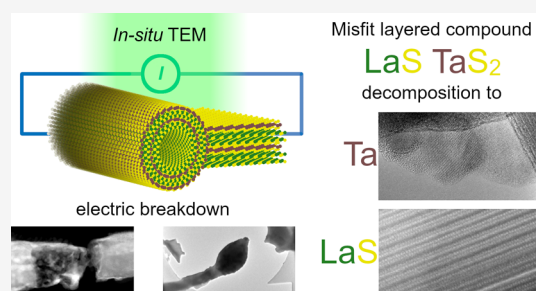 In-situ TEM
I
electric breakdown
Misfit layered compound
LaS TaS₂
decomposition to
Ta
LaS